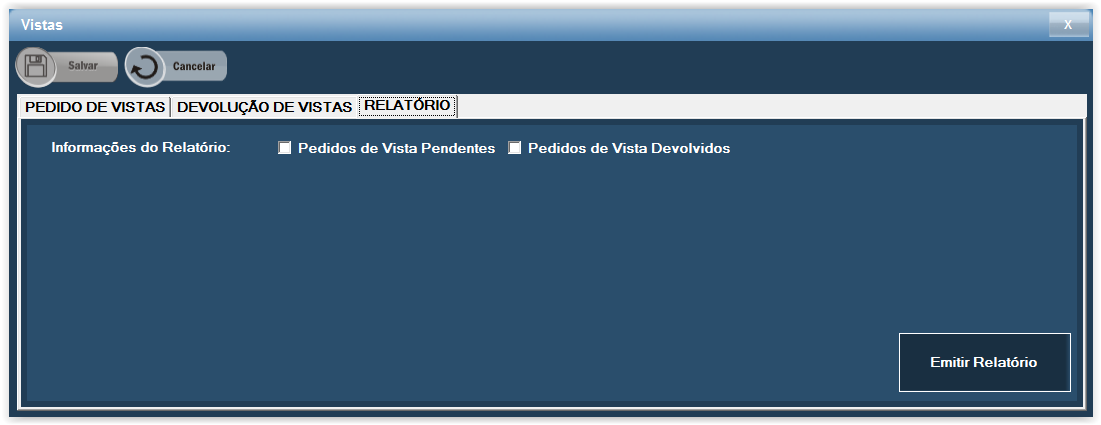 Vistas X
Salvar Cancelar
PEDIDO DE VISTAS DEVOLUÇÃO DE VISTAS RELATÓRIO
Informações do Relatório: Pedidos de Vista Pendentes Pedidos de Vista Devolvidos
Emitir Relatório